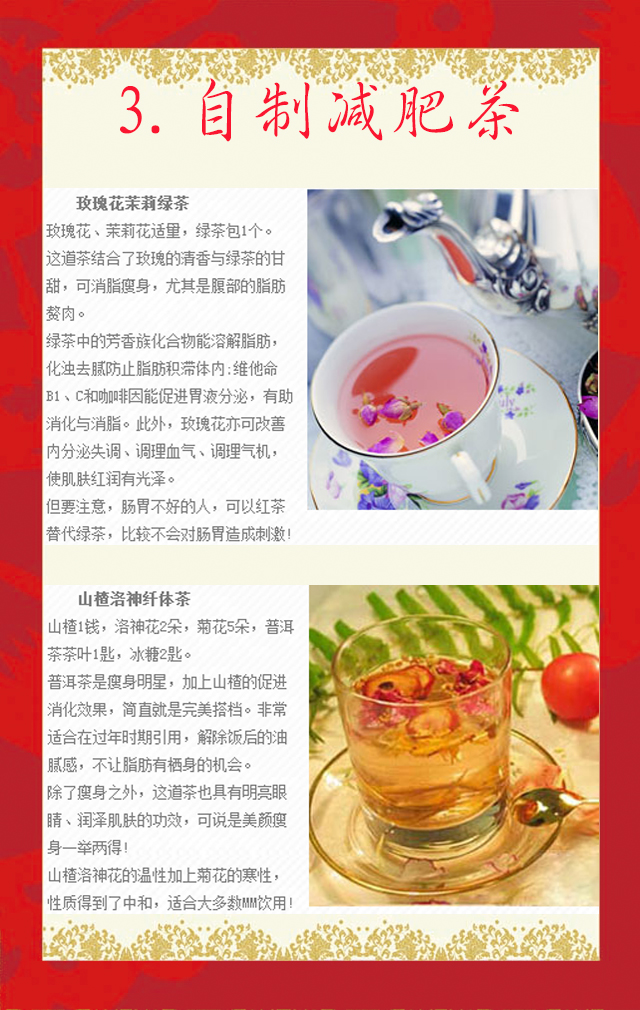 3. 自制减肥茶
玫瑰花茉莉绿茶
玫瑰花、茉莉花适里，绿茶包1个。
这道茶结合了玫瑰的清香与绿茶的甘
甜，可消脂瘦身，尤其是腹部的脂肪
赘肉。
绿茶中的芳香族化合物能溶解脂肪，
化浊去腻防止脂肪积滞体内;维他命
B1、C和咖啡因能促进胃液分泌，有助
消化与消脂。此外，玫瑰花亦可改善
内分泌失调、调理血气、调理气机，
使肌肤红润有光泽。
但要注意，肠胃不好的人，可以红茶
替代绿茶，比较不会对肠胃造成刺激!
山楂洛神纤体茶
山楂1钱，洛神花2朵，菊花5朵，普洱
茶茶叶1匙，冰糖2匙。
普洱茶是瘦身明星，加上山楂的促进
消化效果，简直就是完美搭档。非常
适合在过年时期引用，解除饭后的油
腻感，不让脂肪有栖身的机会。
除了瘦身之外，这道茶也具有明亮眼
睛、润泽肌肤的功效，可说是美颜瘦
身一举两得!
山楂洛神花的温性加上菊花的寒性，
性质得到了中和，适合大多数MM饮用!